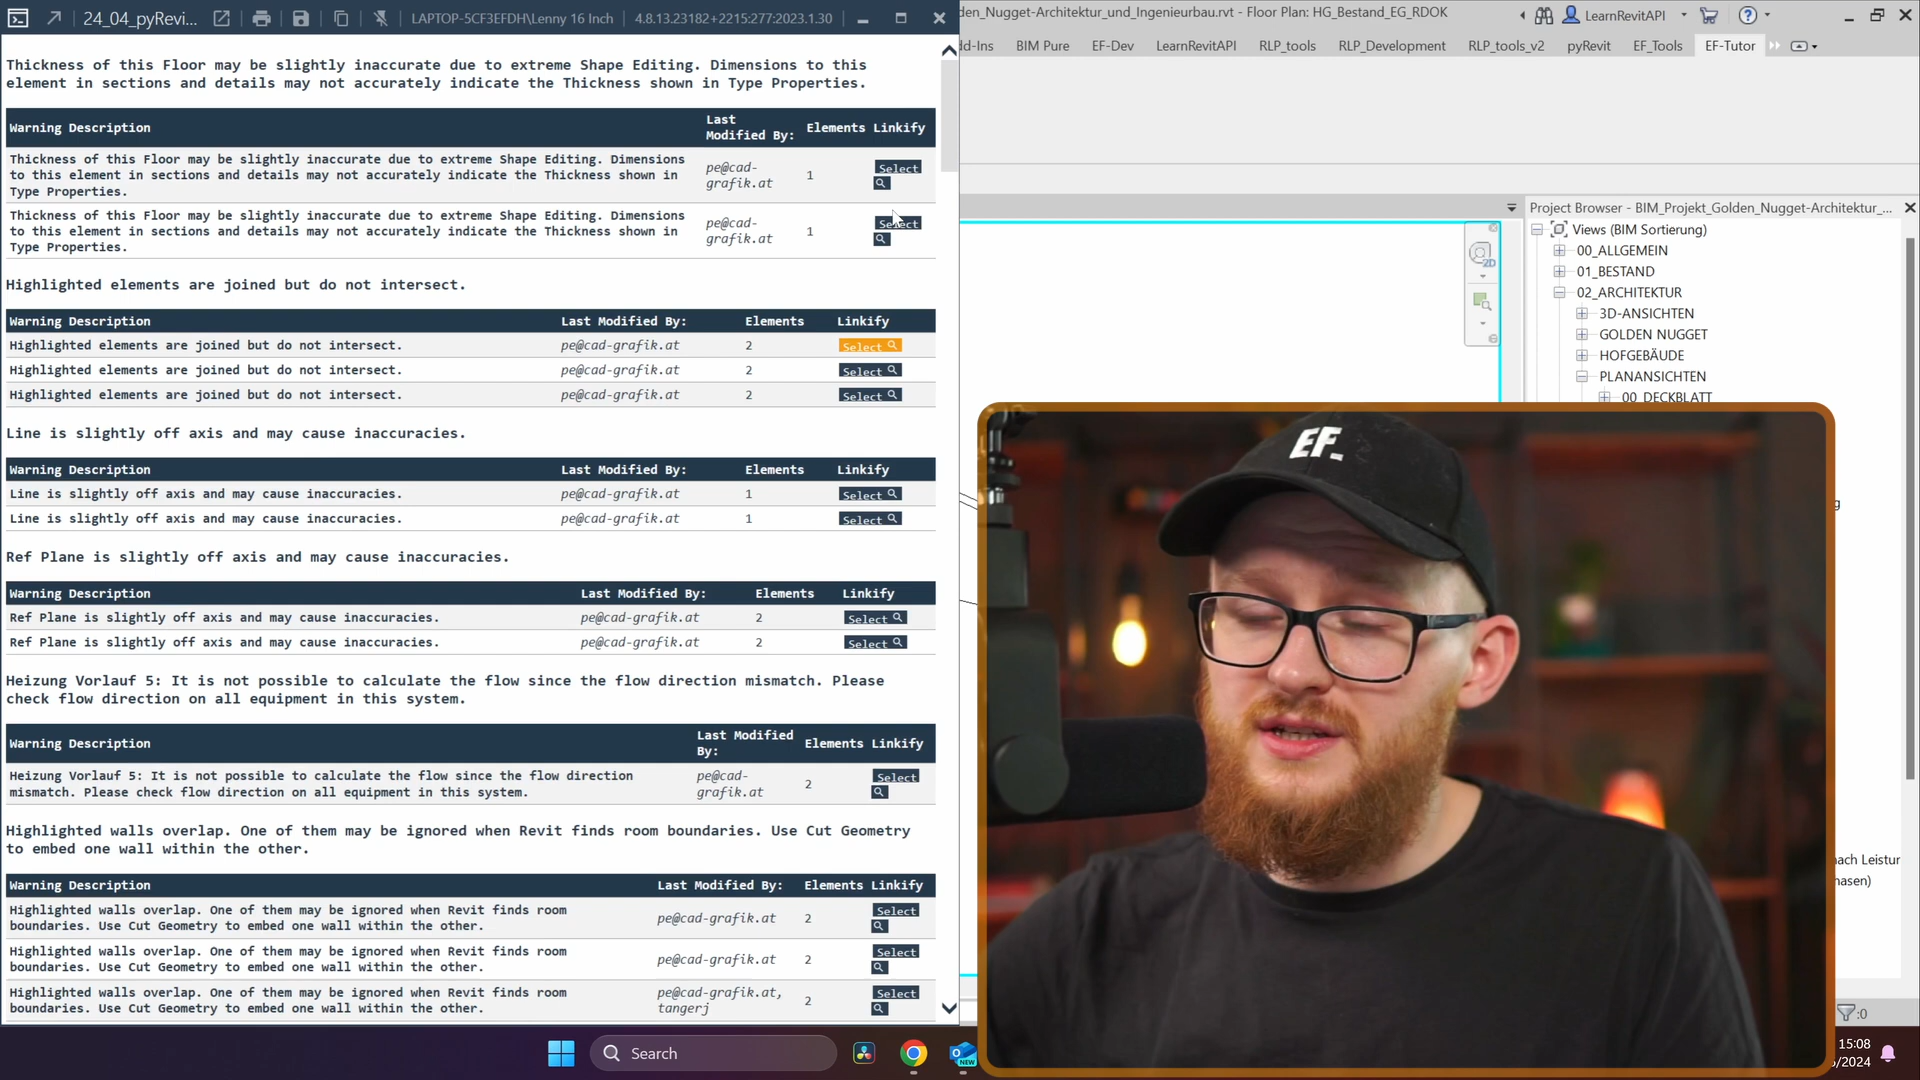 24_04_pyRevi...
LAPTOP-5CF3EFDH\Lenny 16 Inch
4.8.13.23182+2215:277:2023.1.30
den_Nugget-Architektur_und_Ingenieurbau.rvt - Floor Plan: HG_Bestand_EG_RDOK
LearnRevitAPI
dd-Ins
BIM Pure
EF-Dev
LearnRevitAPI
RLP_tools
RLP_Development
RLP_tools_v2
pyRevit
EF_Tools
EF-Tutor
Thickness of this Floor may be slightly inaccurate due to extreme Shape Editing. Dimensions to this
element in sections and details may not accurately indicate the Thickness shown in Type Properties.
Warning Description
Last
Modified By:
Elements
Linkify
Thickness of this Floor may be slightly inaccurate due to extreme Shape Editing. Dimensions
to this element in sections and details may not accurately indicate the Thickness shown in
Type Properties.
pe@cad-
grafik.at
1
Select
Thickness of this Floor may be slightly inaccurate due to extreme Shape Editing. Dimensions
to this element in sections and details may not accurately indicate the Thickness shown in
Type Properties.
pe@cad-
grafik.at
1
Select
Highlighted elements are joined but do not intersect.
Warning Description
Last Modified By:
Elements
Linkify
Highlighted elements are joined but do not intersect.
pe@cad-grafik.at
2
Select
Highlighted elements are joined but do not intersect.
pe@cad-grafik.at
2
Select
Highlighted elements are joined but do not intersect.
pe@cad-grafik.at
2
Select
Line is slightly off axis and may cause inaccuracies.
Warning Description
Last Modified By:
Elements
Linkify
Line is slightly off axis and may cause inaccuracies.
pe@cad-grafik.at
1
Select
Line is slightly off axis and may cause inaccuracies.
pe@cad-grafik.at
1
Select
Ref Plane is slightly off axis and may cause inaccuracies.
Warning Description
Last Modified By:
Elements
Linkify
Ref Plane is slightly off axis and may cause inaccuracies.
pe@cad-grafik.at
2
Select
Ref Plane is slightly off axis and may cause inaccuracies.
pe@cad-grafik.at
2
Select
Heizung Vorlauf 5: It is not possible to calculate the flow since the flow direction mismatch. Please
check flow direction on all equipment in this system.
Warning Description
Last Modified
By:
Elements
Linkify
Heizung Vorlauf 5: It is not possible to calculate the flow since the flow direction
mismatch. Please check flow direction on all equipment in this system.
pe@cad-
grafik.at
2
Select
Highlighted walls overlap. One of them may be ignored when Revit finds room boundaries. Use Cut Geometry
to embed one wall within the other.
Warning Description
Last Modified By:
Elements
Linkify
Highlighted walls overlap. One of them may be ignored when Revit finds room
boundaries. Use Cut Geometry to embed one wall within the other.
pe@cad-grafik.at
2
Select
Highlighted walls overlap. One of them may be ignored when Revit finds room
boundaries. Use Cut Geometry to embed one wall within the other.
pe@cad-grafik.at
2
Select
Highlighted walls overlap. One of them may be ignored when Revit finds room
boundaries. Use Cut Geometry to embed one wall within the other.
pe@cad-grafik.at,
tangerj
2
Select
2D
Project Browser - BIM_Projekt_Golden_Nugget-Architektur_...
Views (BIM Sortierung)
00_ALLGEMEIN
01_BESTAND
02_ARCHITEKTUR
3D-ANSICHTEN
GOLDEN NUGGET
HOFGEBÄUDE
PLANANSICHTEN
00_DECKBLATT
EF_
g
nach Leistur
hasen)
:0
Search
NEW
15:08
/2024